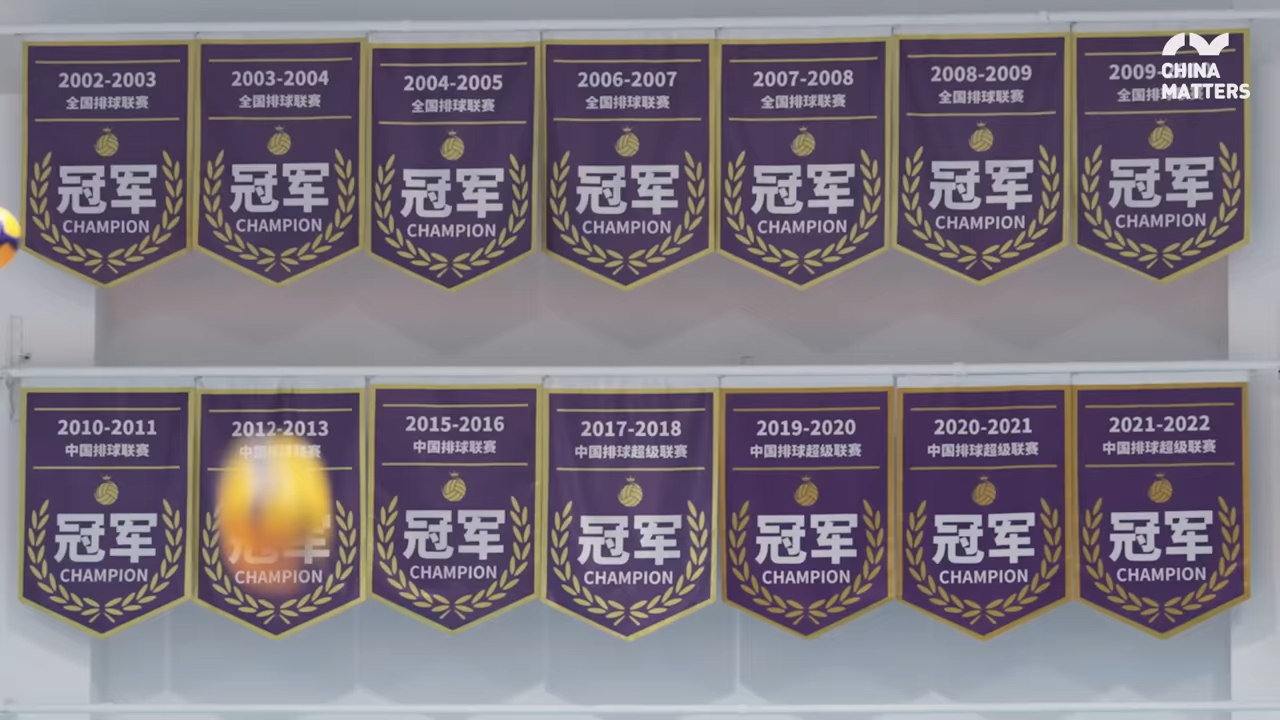 2002-2003
全国排球联赛
冠军
CHAMPION
2003-2004
全国排球联赛
冠军
CHAMPION
2004-2005
全国排球联赛
冠军
CHAMPION
2006-2007
全国排球联赛
冠军
CHAMPION
2007-2008
全国排球联赛
冠军
CHAMPION
2008-2009
全国排球联赛
冠军
CHAMPION
全国排球
冠军
CHAMPION
CHINA
MATTERS
2010-2011
中国排球联赛
冠军
CHAMPION
2012-2013
中国排球联赛
冠军
CHAMPION
2015-2016
中国排球联赛
冠军
CHAMPION
2017-2018
中国排球超级联赛
冠军
CHAMPION
2019-2020
中国排球超级联赛
冠军
CHAMPION
2020-2021
中国排球超级联赛
冠军
CHAMPION
2021-2022
中国排球超级联赛
冠军
CHAMPION